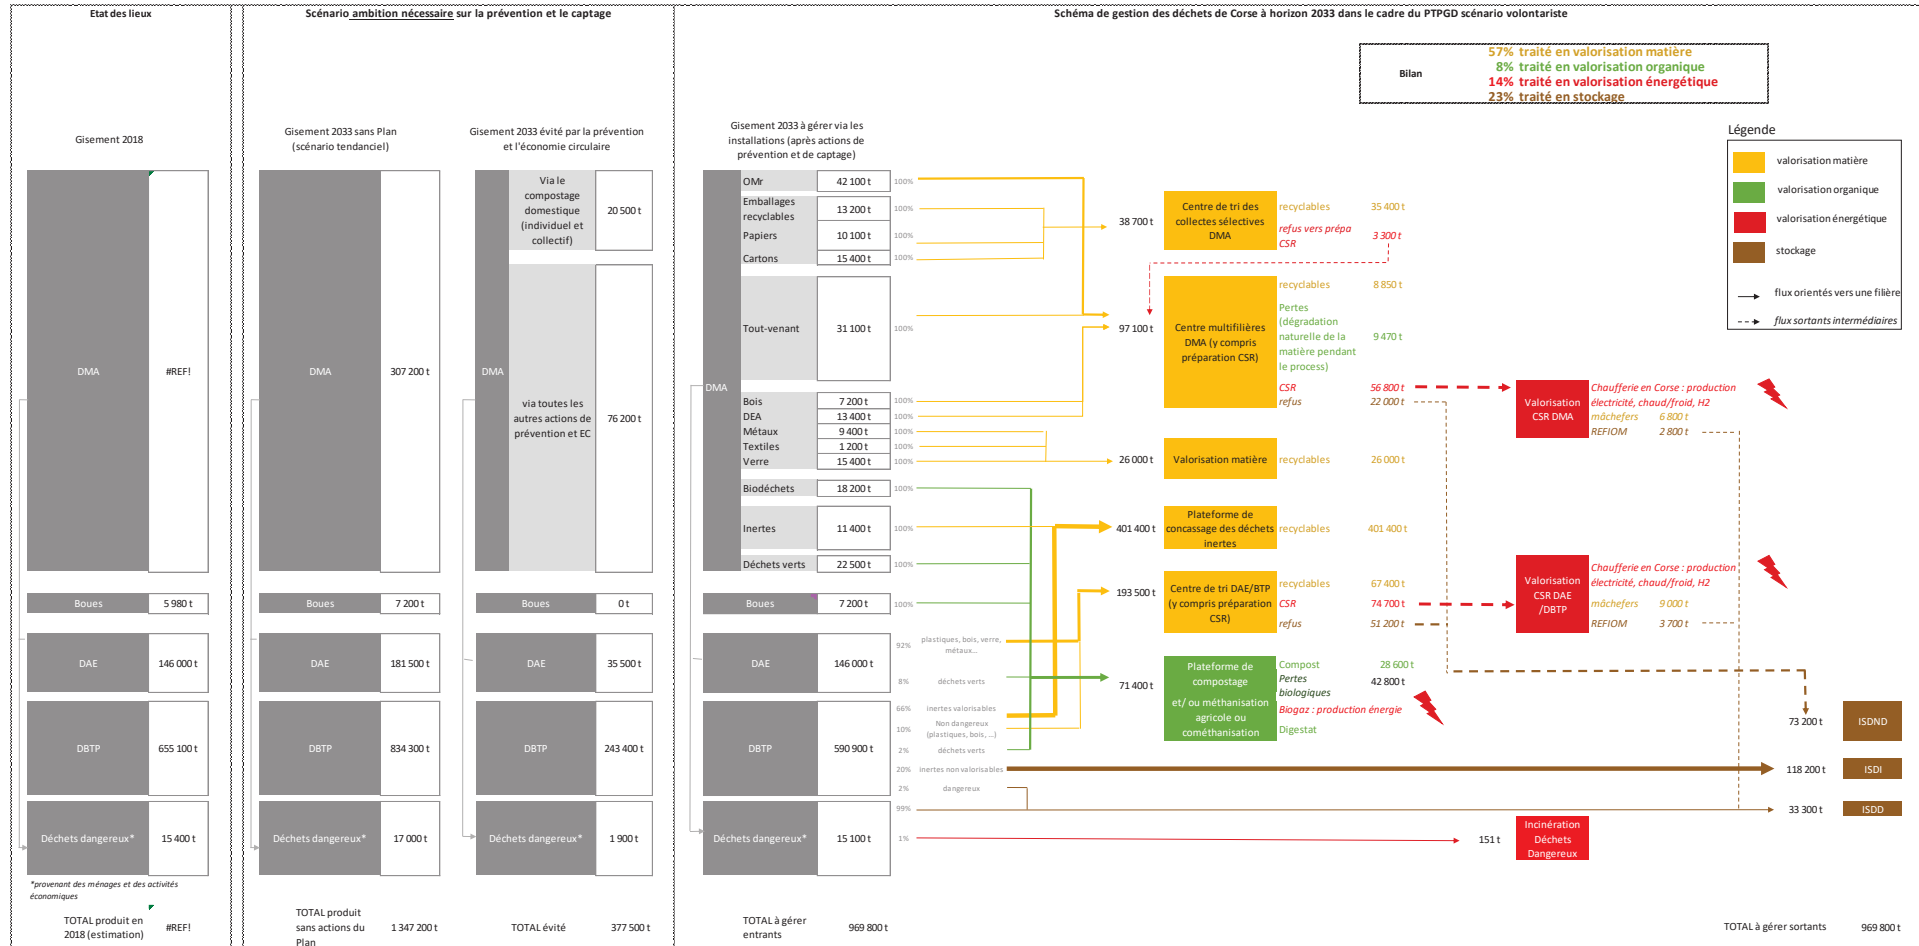 Etat des lieux
Scénario ambition nécessaire sur la prévention et le captage
Schéma de gestion des déchets de Corse à horizon 2033 dans le cadre du PTPGD scénario volontariste
Bilan
57% traité en valorisation matière
8% traité en valorisation organique
14% traité en valorisation énergétique
23% traité en stockage
Légende
valorisation matière
valorisation organique
valorisation énergétique
stockage
flux orientés vers une filière
flux sortants intermédiaires
Gisement 2018
DMA
#REF!
Boues
5 980 t
DAE
146 000 t
DBTP
655 100 t
Déchets dangereux*
15 400 t
*provenant des ménages et des activités
économiques
TOTAL produit en
2018 (estimation)
#REF!
Gisement 2033 sans Plan
(scénario tendanciel)
DMA
307 200 t
Boues
7 200 t
DAE
181 500 t
DBTP
834 300 t
Déchets dangereux*
17 000 t
TOTAL produit
sans actions du
Plan
1 347 200 t
Gisement 2033 évité par la prévention
et l'économie circulaire
DMA
Via le
compostage
domestique
(individuel et
collectif)
20 500 t
via toutes les
autres actions de
prévention et EC
76 200 t
Boues
0 t
DAE
35 500 t
DBTP
243 400 t
Déchets dangereux*
1 900 t
TOTAL évité
377 500 t
Gisement 2033 à gérer via les
installations (après actions de
prévention et de captage)
DMA
OMr
42 100 t
100%
Emballages
recyclables
13 200 t
100%
Papiers
10 100 t
100%
Cartons
15 400 t
100%
Tout-venant
31 100 t
100%
Bois
7 200 t
100%
DEA
13 400 t
100%
Métaux
9 400 t
100%
Textiles
1 200 t
100%
Verre
15 400 t
100%
Biodéchets
18 200 t
100%
Inertes
11 400 t
100%
Déchets verts
22 500 t
100%
Boues
7 200 t
100%
DAE
146 000 t
92%
plastiques, bois, verre,
métaux...
8%
déchets verts
DBTP
590 900 t
66%
inertes valorisables
10%
Non dangereux
(plastiques, bois, ...)
2%
déchets verts
20%
inertes non valorisables
2%
dangereux
Déchets dangereux*
15 100 t
99%
1%
TOTAL à gérer
entrants
969 800 t
38 700 t
Centre de tri des
collectes sélectives
DMA
recyclables
35 400 t
refus vers prépa
CSR
3 300 t
97 100 t
Centre multifilières
DMA (y compris
préparation CSR)
recyclables
8 850 t
Pertes
(dégradation
naturelle de la
matière pendant
le process)
9 470 t
CSR
56 800 t
refus
22 000 t
26 000 t
Valorisation matière
recyclables
26 000 t
401 400 t
Plateforme de
concassage des déchets
inertes
recyclables
401 400 t
193 500 t
Centre de tri DAE/BTP
(y compris préparation
CSR)
recyclables
67 400 t
CSR
74 700 t
refus
51 200 t
71 400 t
Plateforme de
compostage
et/ ou méthanisation
agricole ou
cométhanisation
Compost
28 600 t
Pertes
biologiques
42 800 t
Biogaz : production énergie
Digestat
Valorisation
CSR DMA
Chaufferie en Corse : production
électricité, chaud/froid, H2
mâchefers
6 800 t
REFIOM
2 800 t
Valorisation
CSR DAE
/DBTP
Chaufferie en Corse : production
électricité, chaud/froid, H2
mâchefers
9 000 t
REFIOM
3 700 t
73 200 t
ISDND
118 200 t
ISDI
33 300 t
ISDD
151 t
Incinération
Déchets
Dangereux
TOTAL à gérer sortants
969 800 t